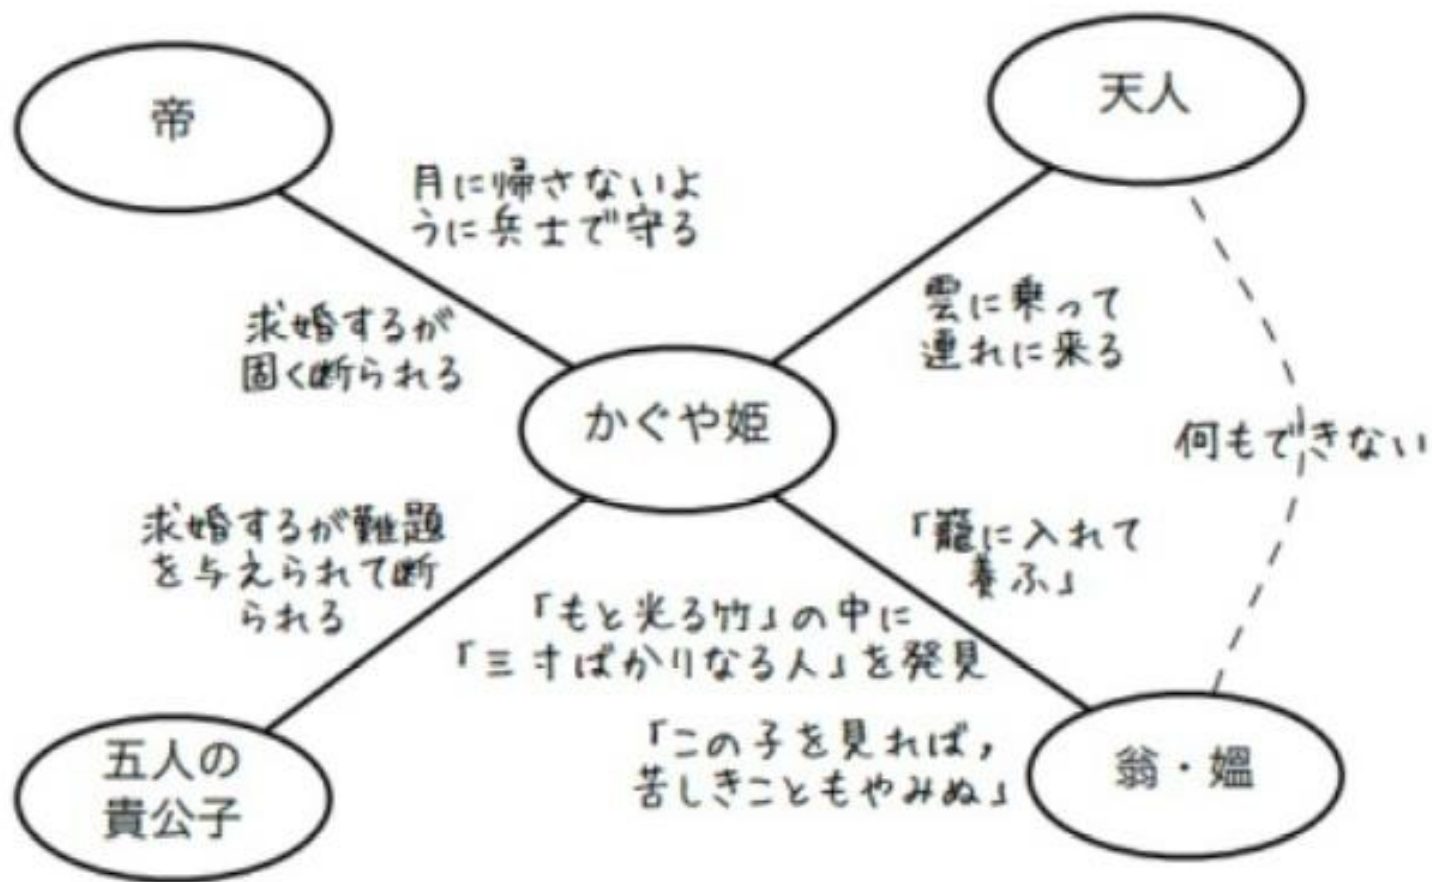 帝
天人
月に帰さないよ
うに兵士で守る
求婚するが
固く断られる
雲に乗って
連れに来る
かぐや姫
何もできない
求婚するが難題
を与えられて断
られる
「籠に入れて
養ふ」
「もと光る竹」の中に
「三寸ばかりなる人」を発見
「この子を見れば,
苦しきこともやみぬ」
五人の
貴公子
翁・媼